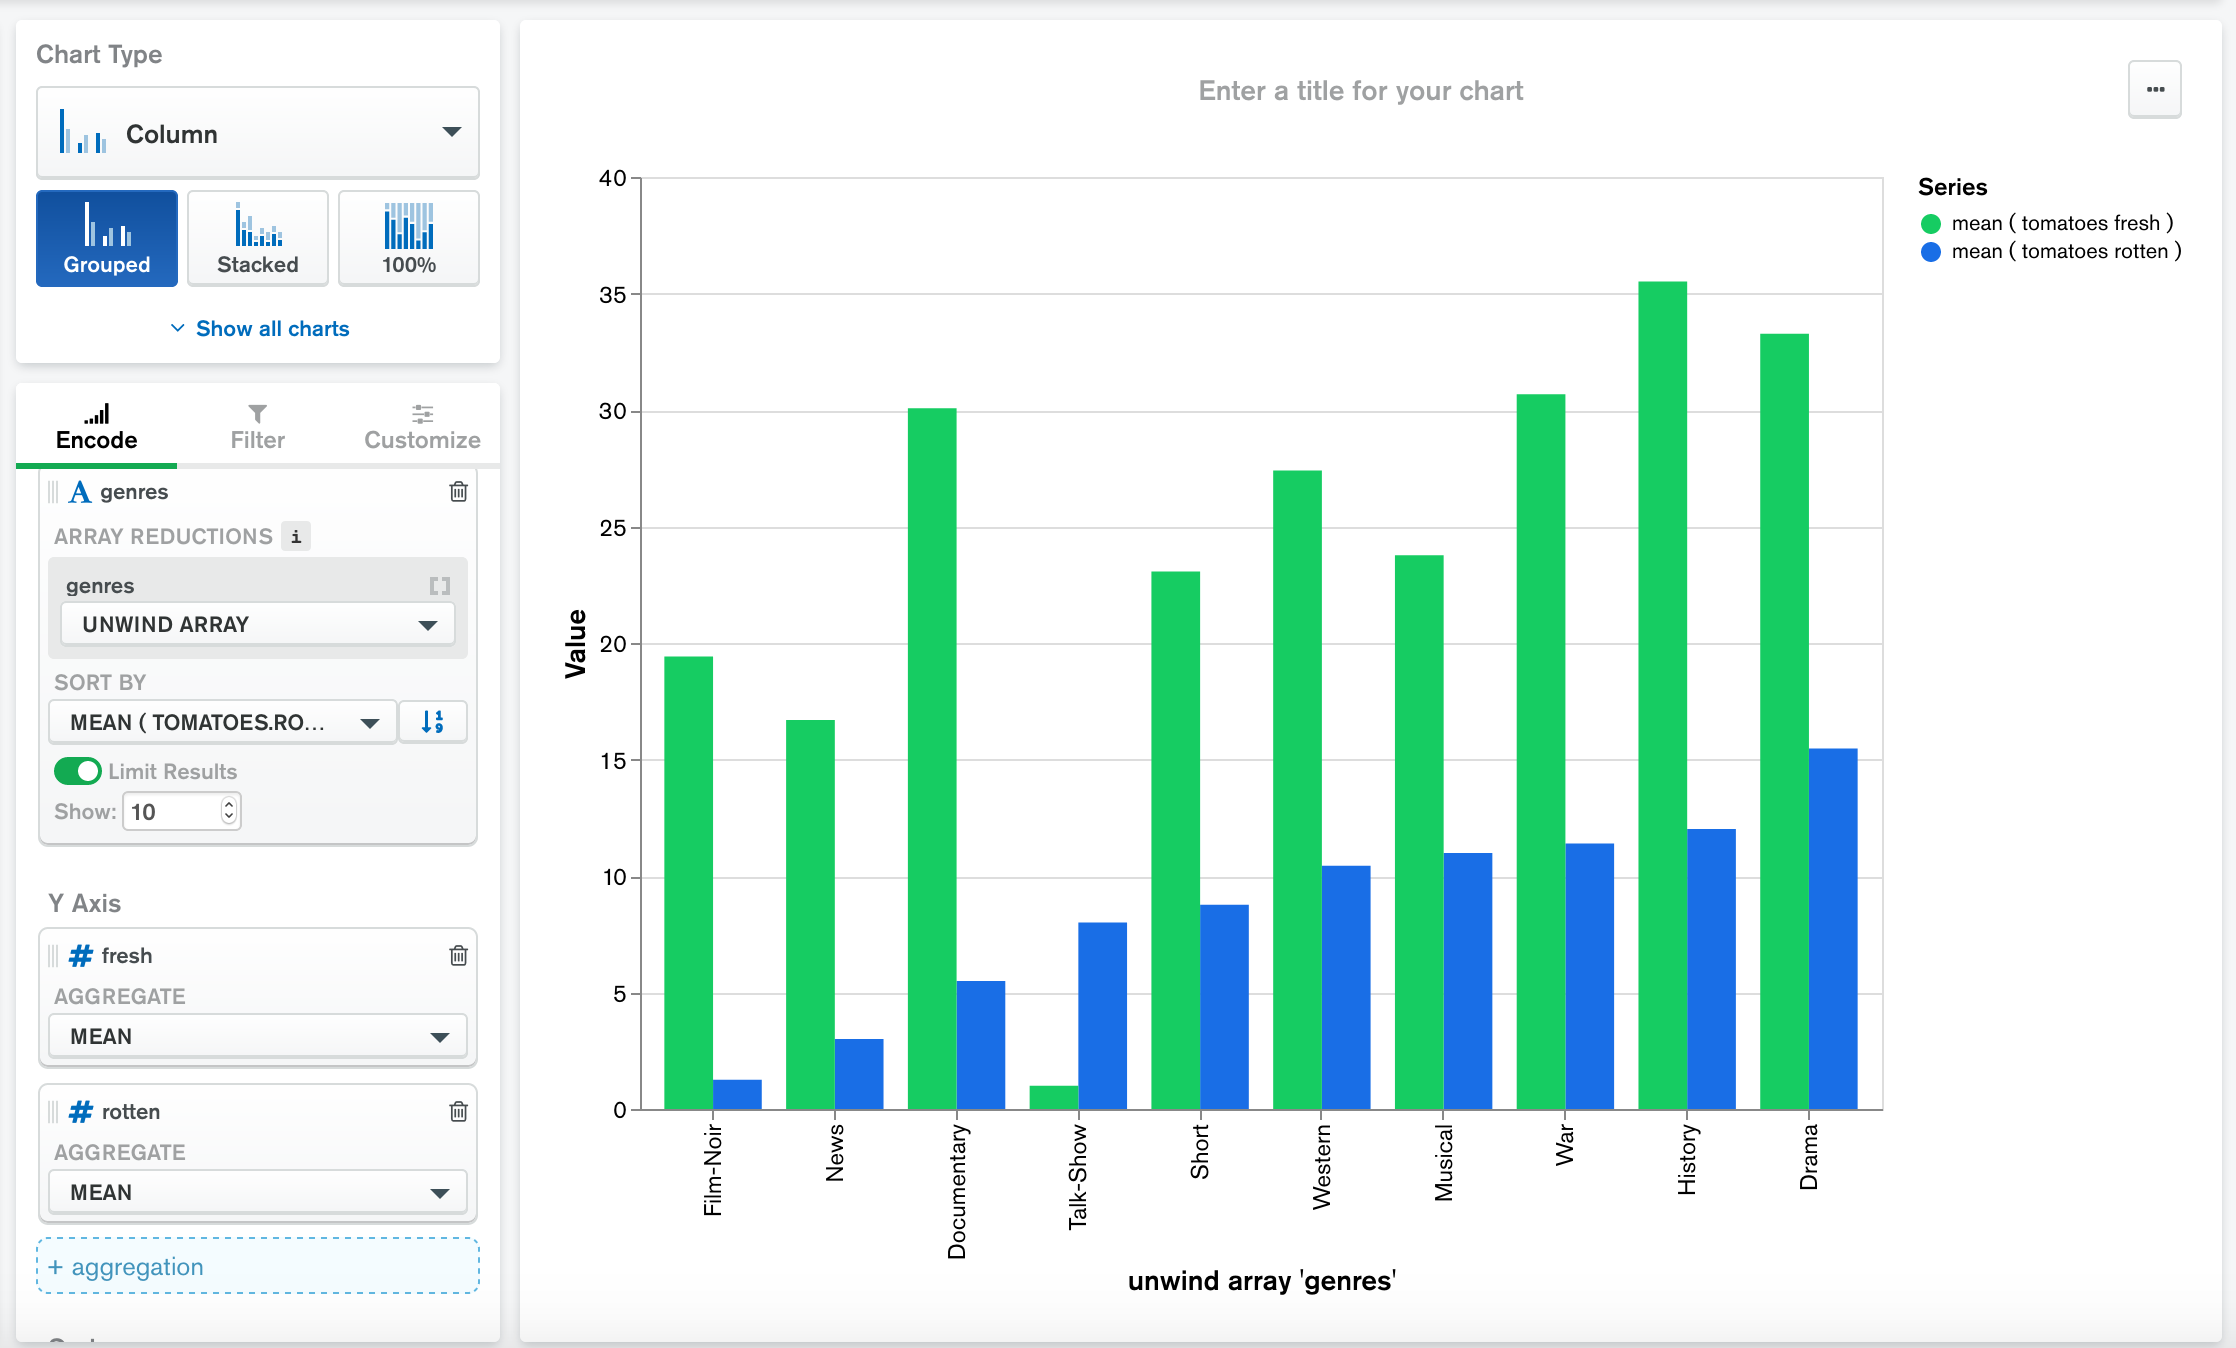 Chart Type
Column
Grouped
Stacked
100%
Show all charts
Encode
Filter
Customize
A genres
ARRAY REDUCTIONS i
genres
UNWIND ARRAY
SORT BY
MEAN ( TOMATOES.RO...
1
9
Limit Results
Show: 10
Y Axis
# fresh
AGGREGATE
MEAN
# rotten
AGGREGATE
MEAN
+ aggregation
Enter a title for your chart
...
40
35
30
25
20
15
10
5
0
Value
Film-Noir
News
Documentary
Talk-Show
Short
Western
Musical
War
History
Drama
unwind array 'genres'
Series
mean ( tomatoes fresh )
mean ( tomatoes rotten )